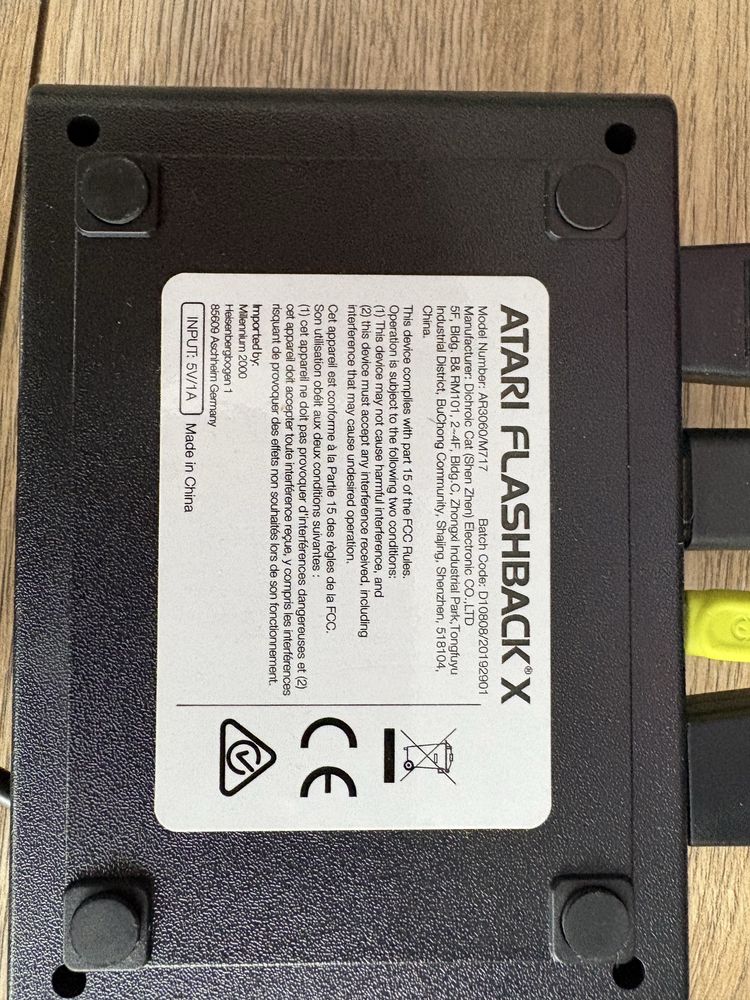 ATARI FLASHBACK® X
Model Number: AR3060/M717 Batch Code: D10808/20192901
Manufacturer: Dichroic Cat (Shen Zhen) Electronic CO.,LTD
5F, Bldg. B& RM101, 2~4F, Bldg.C, Zhongxi Industrial Park,Tongfuyu
Industrial District, BuChong Community, Shajing, Shenzhen, 518104,
China.
This device complies with part 15 of the FCC Rules.
Operation is subject to the following two conditions:
(1) This device may not cause harmful interference, and
(2) this device must accept any interference received, including
interference that may cause undesired operation.
Cet appareil est conforme à la Partie 15 des règles de la FCC.
Son utilisation obéit aux deux conditions suivantes :
(1) cet appareil ne doit pas provoquer d'interférences dangereuses et (2)
cet appareil doit accepter toute interférence reçue, y compris les interférences
risquant de provoquer des effets non souhaités lors de son fonctionnement.
Imported by:
Millennium 2000
Heisenbergbogen 1
85609 Aschheim Germany
INPUT: 5V/1A Made in China
CE